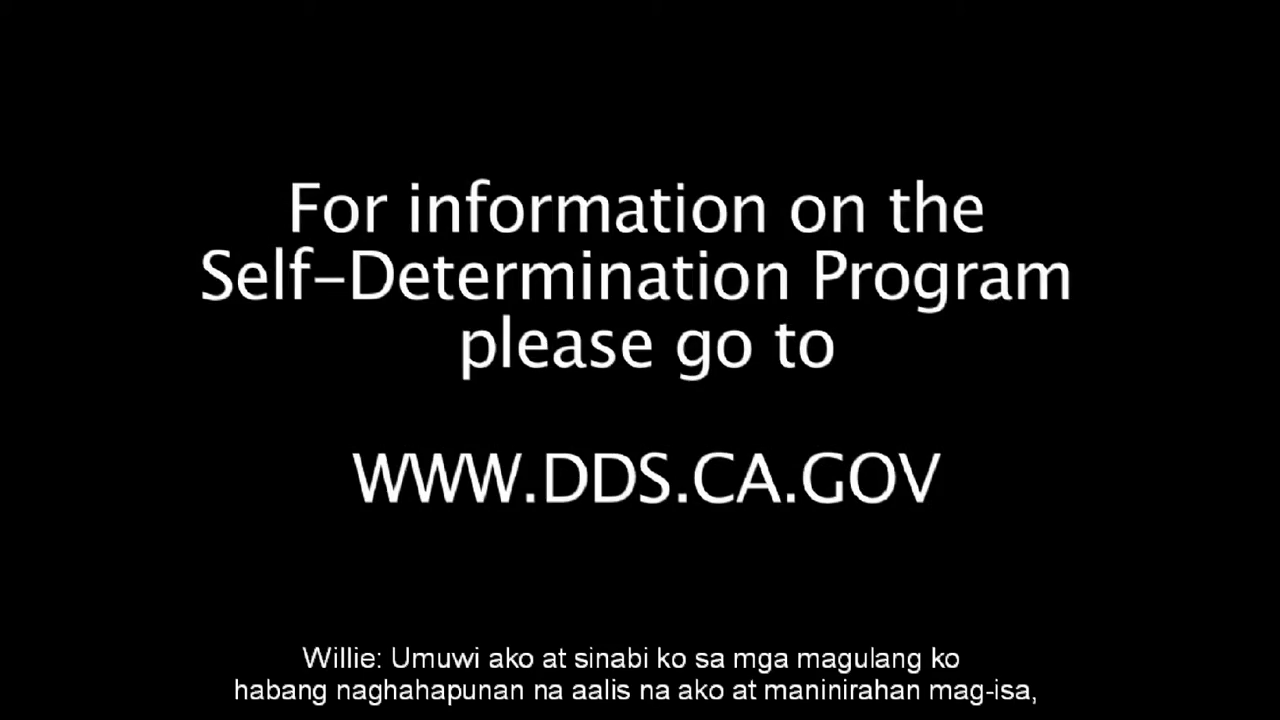 For information on the
Self-Determination Program
please go to
WWW.DDS.CA.GOV
Willie: Umuwi ako at sinabi ko sa mga magulang ko
habang naghahapunan na aalis na ako at maninirahan mag-isa,